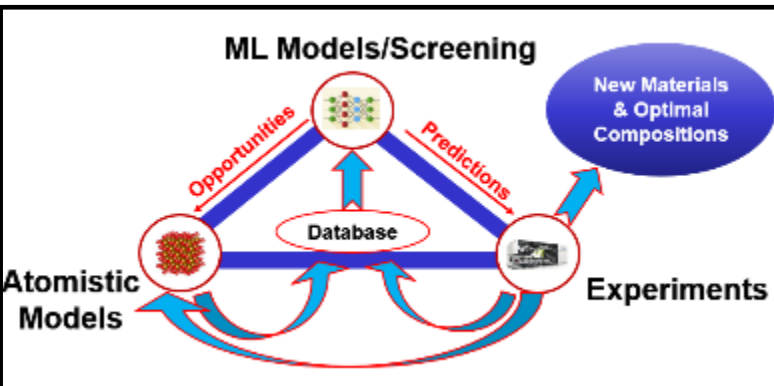 ML Models/Screening
New Materials
& Optimal
Compositions
Opportunities
Predictions
Database
Atomistic
Models
Experiments